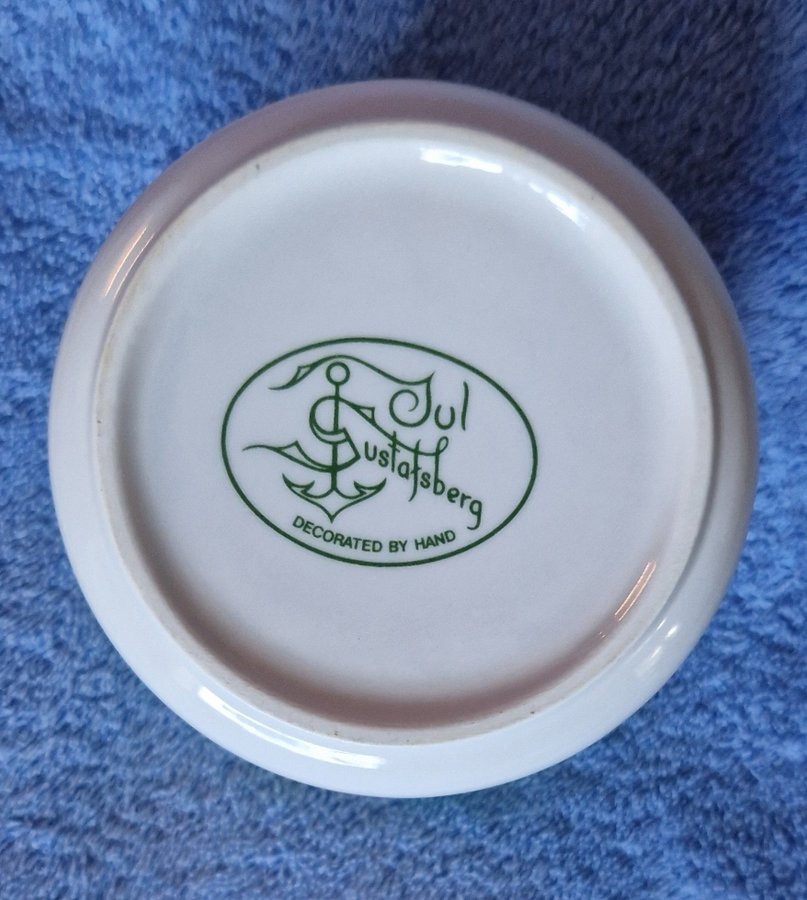 Jul
Gustafsberg
DECORATED BY HAND